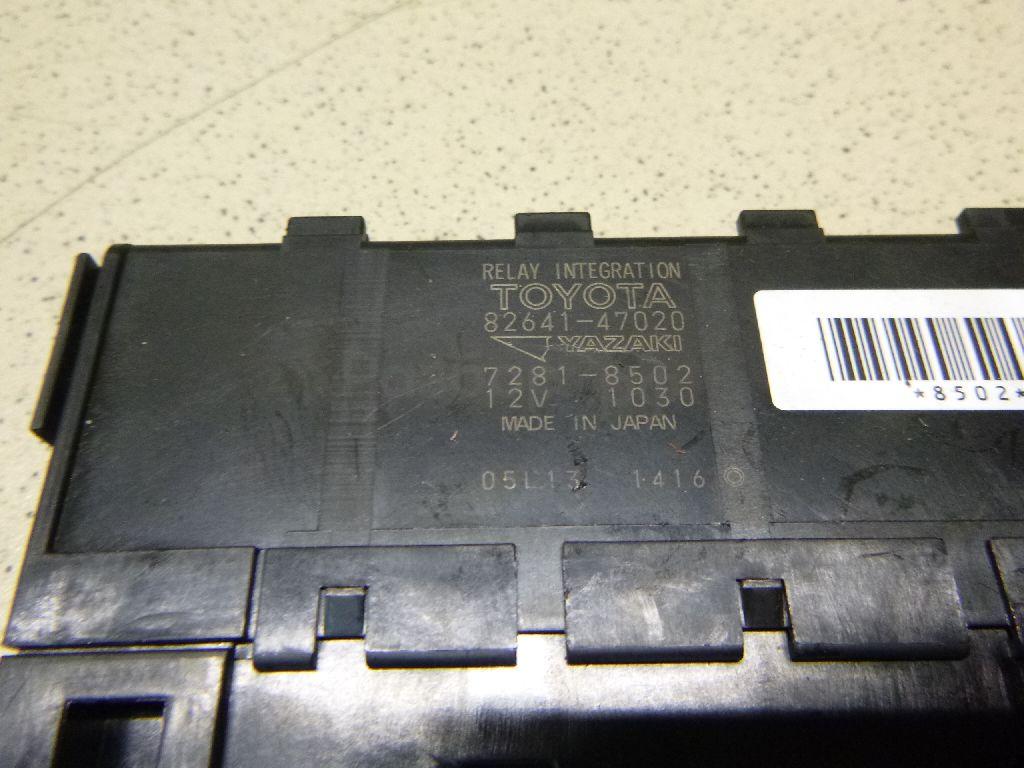 RELAY INTEGRATION
TOYOTA
82641-47020
YAZAKI
7281-8502
12V 1030
MADE IN JAPAN
05L13 1416
*8502*